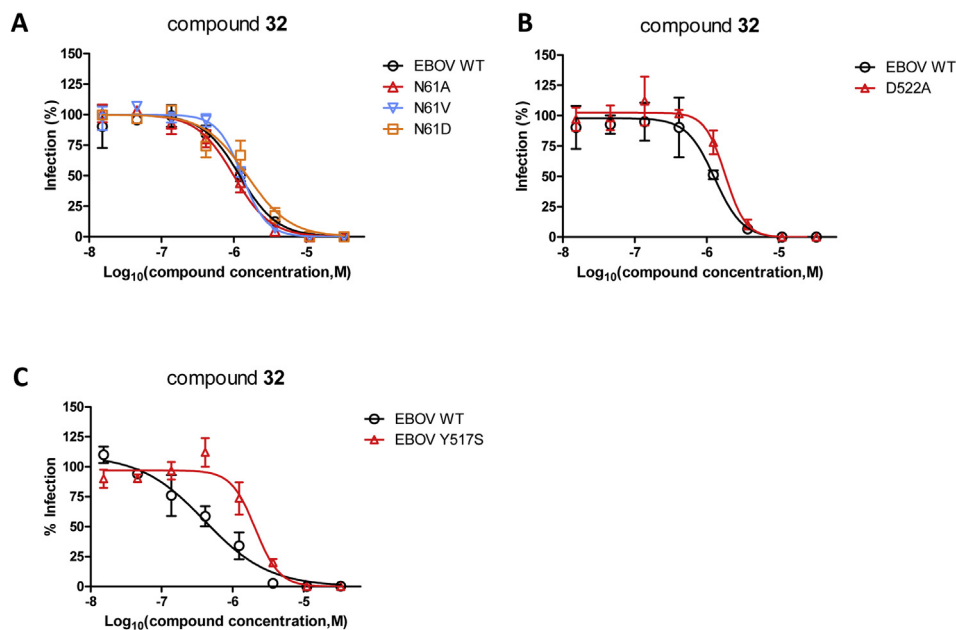 A
compound 32
150
125
100
75
50
25
0
Infection (%)
-8
-7
-6
-5
-4
Log10(compound concentration,M)
EBOV WT
N61A
N61V
N61D
B
compound 32
150
125
100
75
50
25
0
Infection (%)
-8
-7
-6
-5
-4
Log10(compound concentration,M)
EBOV WT
D522A
C
compound 32
150
125
100
75
50
25
0
% Infection
-8
-7
-6
-5
-4
Log10(compound concentration,M)
EBOV WT
EBOV Y517S